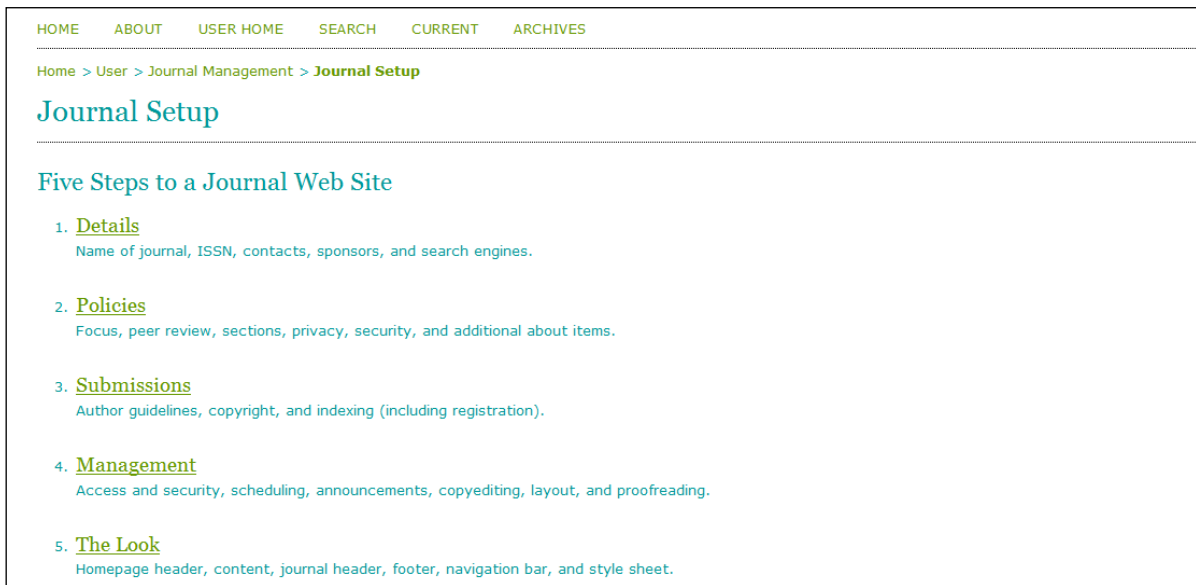 HOME ABOUT USER HOME SEARCH CURRENT ARCHIVES
Home > User > Journal Management > Journal Setup
Journal Setup
Five Steps to a Journal Web Site
1. Details
Name of journal, ISSN, contacts, sponsors, and search engines.
2. Policies
Focus, peer review, sections, privacy, security, and additional about items.
3. Submissions
Author guidelines, copyright, and indexing (including registration).
4. Management
Access and security, scheduling, announcements, copyediting, layout, and proofreading.
5. The Look
Homepage header, content, journal header, footer, navigation bar, and style sheet.